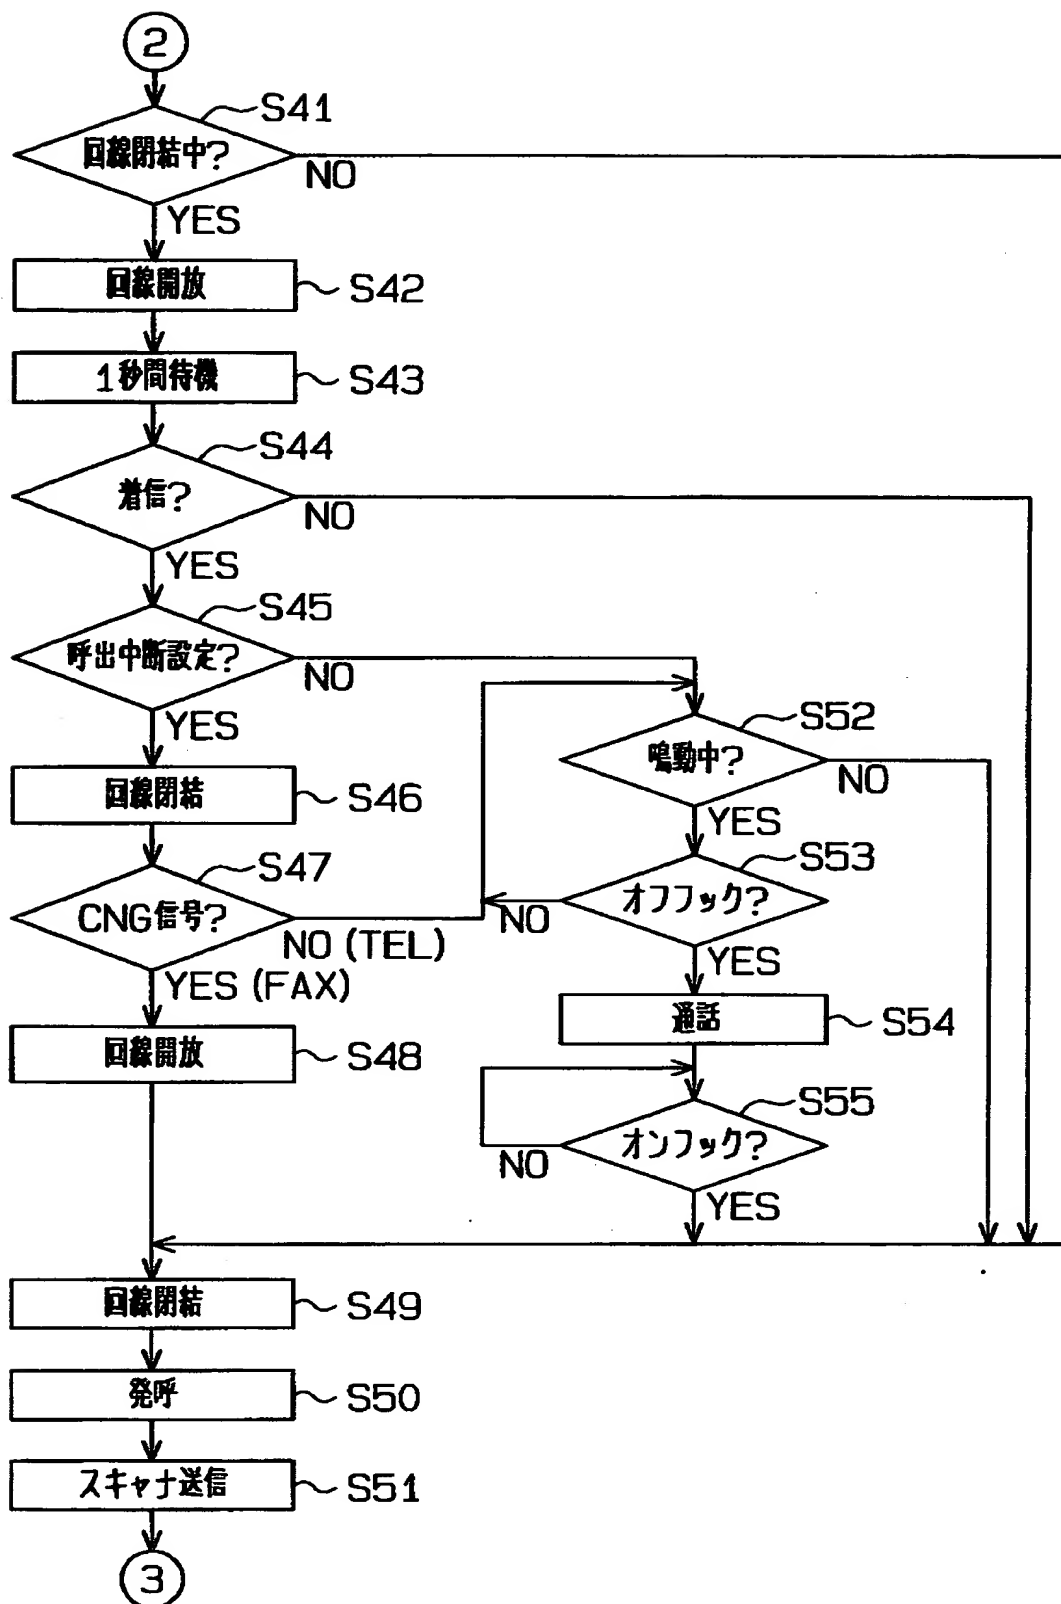 2
S41
回線閉結中?
NO
YES
回線開放
S42
1秒間待機
S43
S44
着信?
NO
YES
S45
呼出中断設定?
NO
YES
S52
鳴動中?
NO
YES
回線閉結
S46
S47
CNG信号?
NO (TEL)
YES (FAX)
S53
オフフック?
NO
YES
通話
S54
回線開放
S48
S55
オンフック?
NO
YES
回線閉結
S49
発呼
S50
スキャナ送信
S51
3